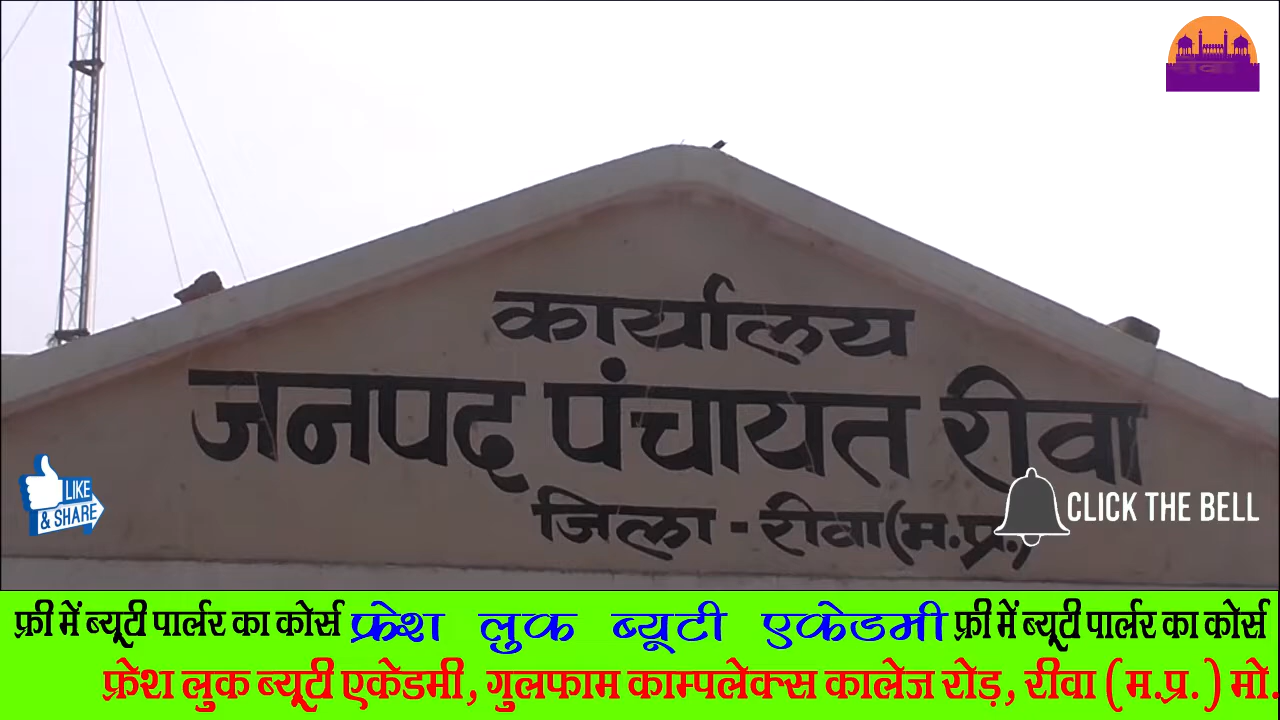 रीवा
कार्यालय
जनपद पंचायत रीवा
जिला - रीवा (म.प्र.)
LIKE
& SHARE
CLICK THE BELL
फ्री में ब्यूटी पार्लर का कोर्स फ्रेश लुक ब्यूटी एकेडमी फ्री में ब्यूटी पार्लर का कोर्स
फ्रेश लुक ब्यूटी एकेडमी, गुलफाम काम्पलेक्स कालेज रोड़, रीवा ( म.प्र. ) मो.